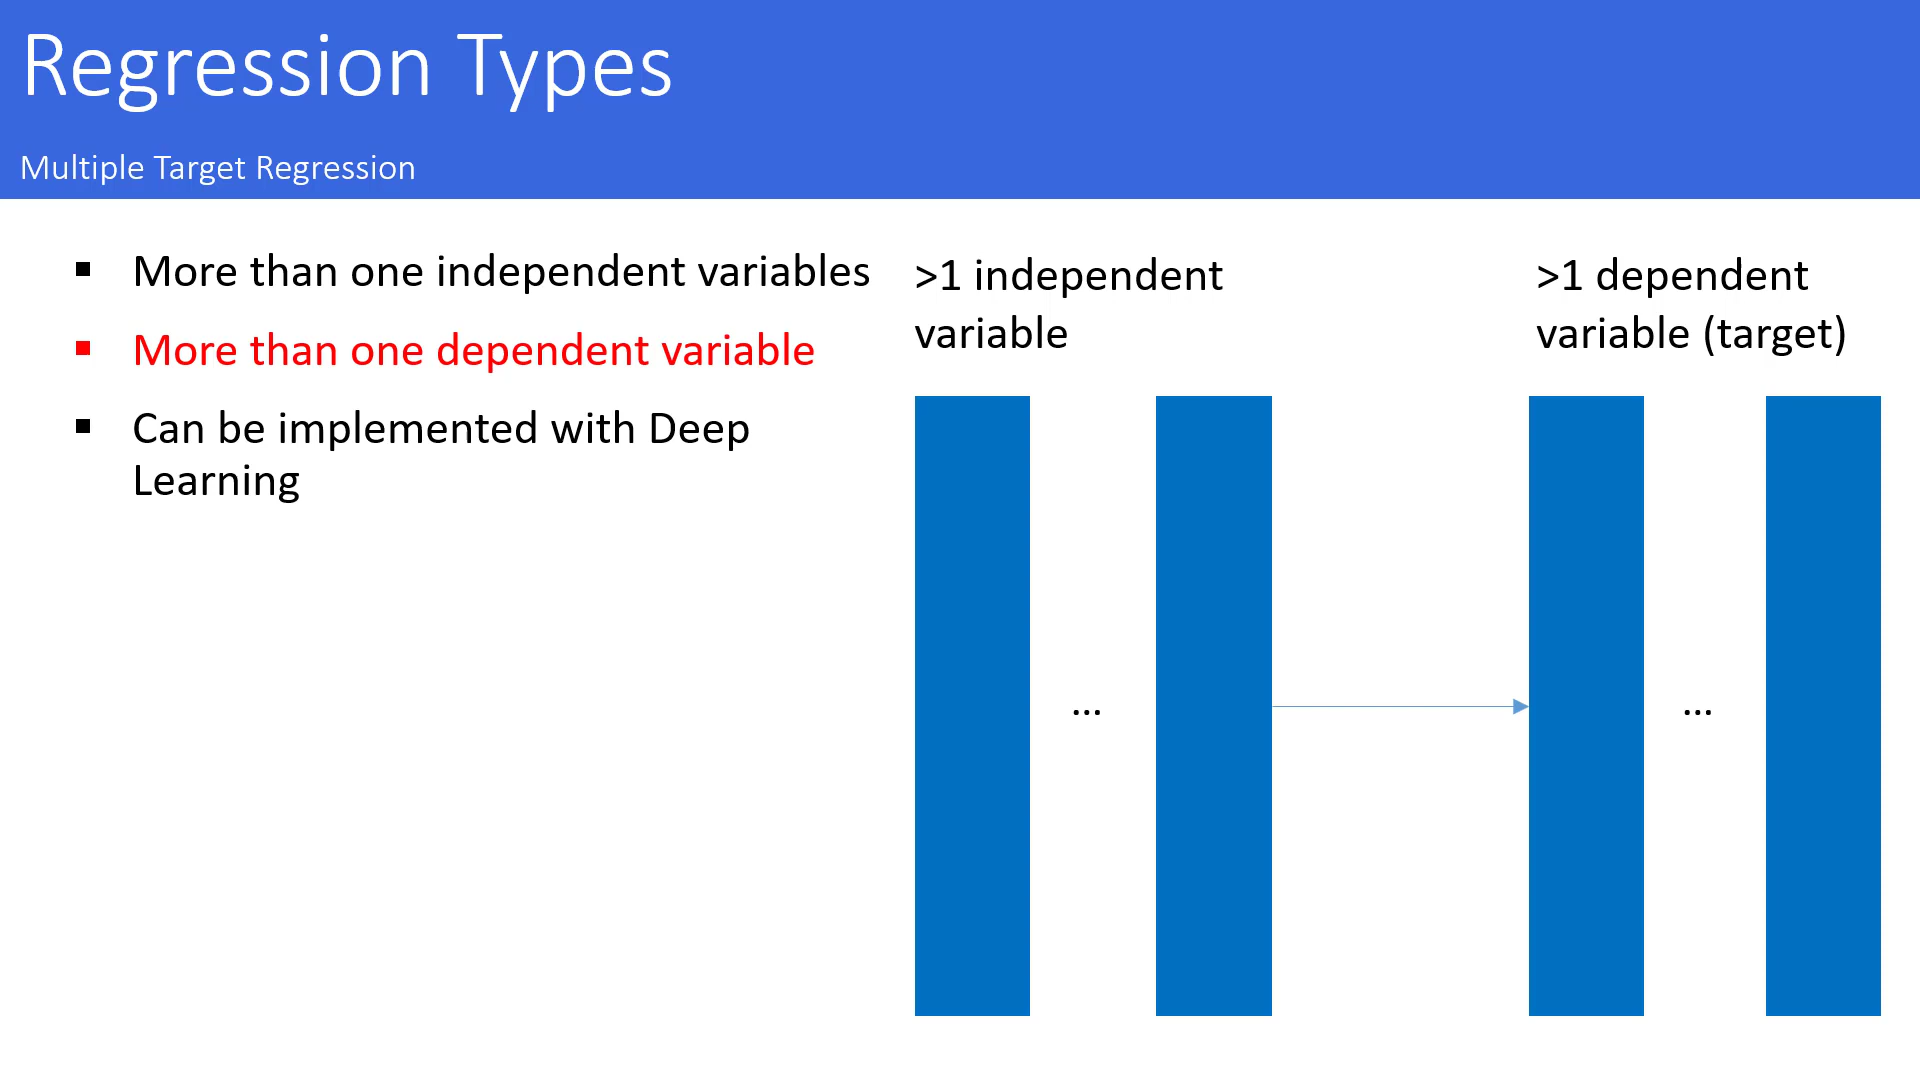 Regression Types
Multiple Target Regression
▪ More than one independent variables
▪ More than one dependent variable
▪ Can be implemented with Deep
Learning
>1 independent
variable
>1 dependent
variable (target)
...
...